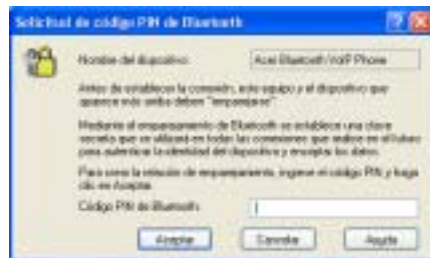 Solicitud de código PIN de Bluetooth
Nombre del dispositivo: Acer Bluetooth VoIP Phone
Antes de establecer la conexión, este equipo y el dispositivo que
aparece más arriba deben "emparejarse".
Mediante el emparejamiento de Bluetooth se establece una clave
secreta que se utilizará en todas las conexiones que realice en el futuro
para autenticar la identidad del dispositivo y encriptar los datos.
Para crear la relación de emparejamiento, ingrese el código PIN y haga
clic en Aceptar.
Código PIN de Bluetooth:
Aceptar Cancelar Ayuda